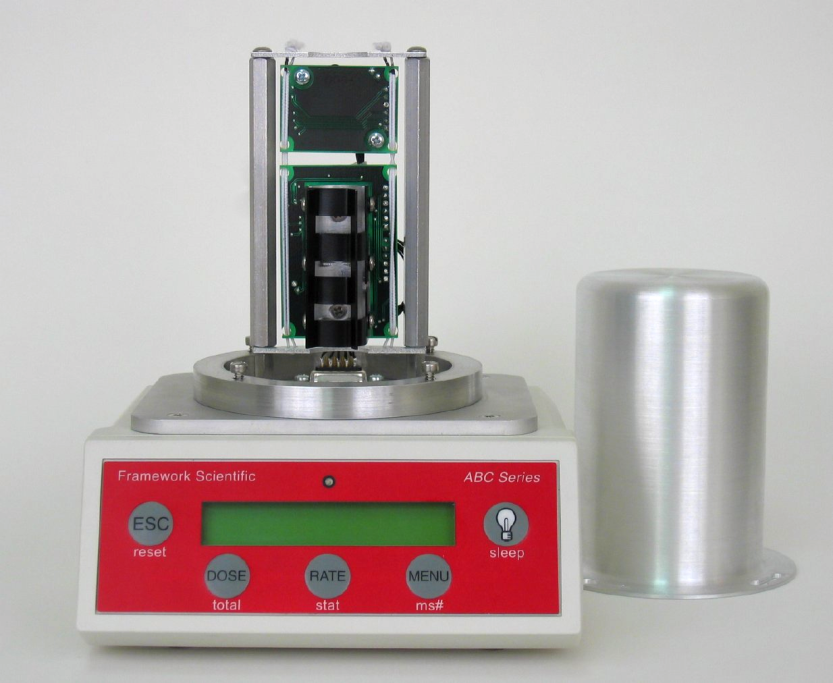 Framework Scientific
ABC Series
ESC
reset
sleep
DOSE
RATE
MENU
total
stat
ms#